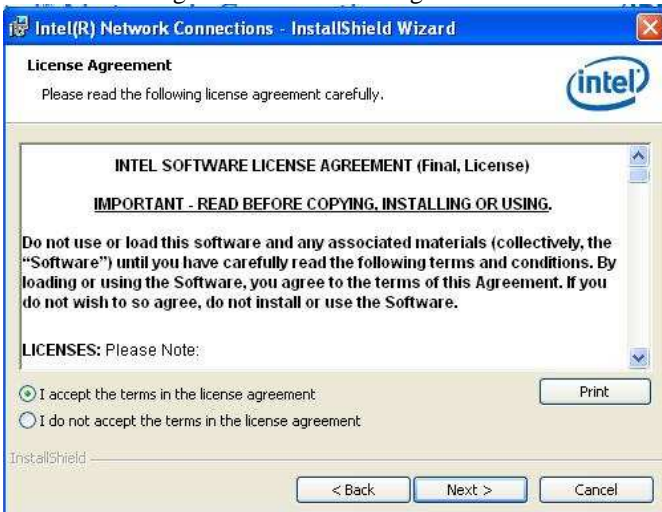 Intel(R) Network Connections - InstallShield Wizard
License Agreement
Please read the following license agreement carefully.
intel
INTEL SOFTWARE LICENSE AGREEMENT (Final, License)
IMPORTANT - READ BEFORE COPYING, INSTALLING OR USING.
Do not use or load this software and any associated materials (collectively, the
“Software”) until you have carefully read the following terms and conditions. By
loading or using the Software, you agree to the terms of this Agreement. If you
do not wish to so agree, do not install or use the Software.
LICENSES: Please Note:
I accept the terms in the license agreement
Print
I do not accept the terms in the license agreement
InstallShield
< Back Next > Cancel